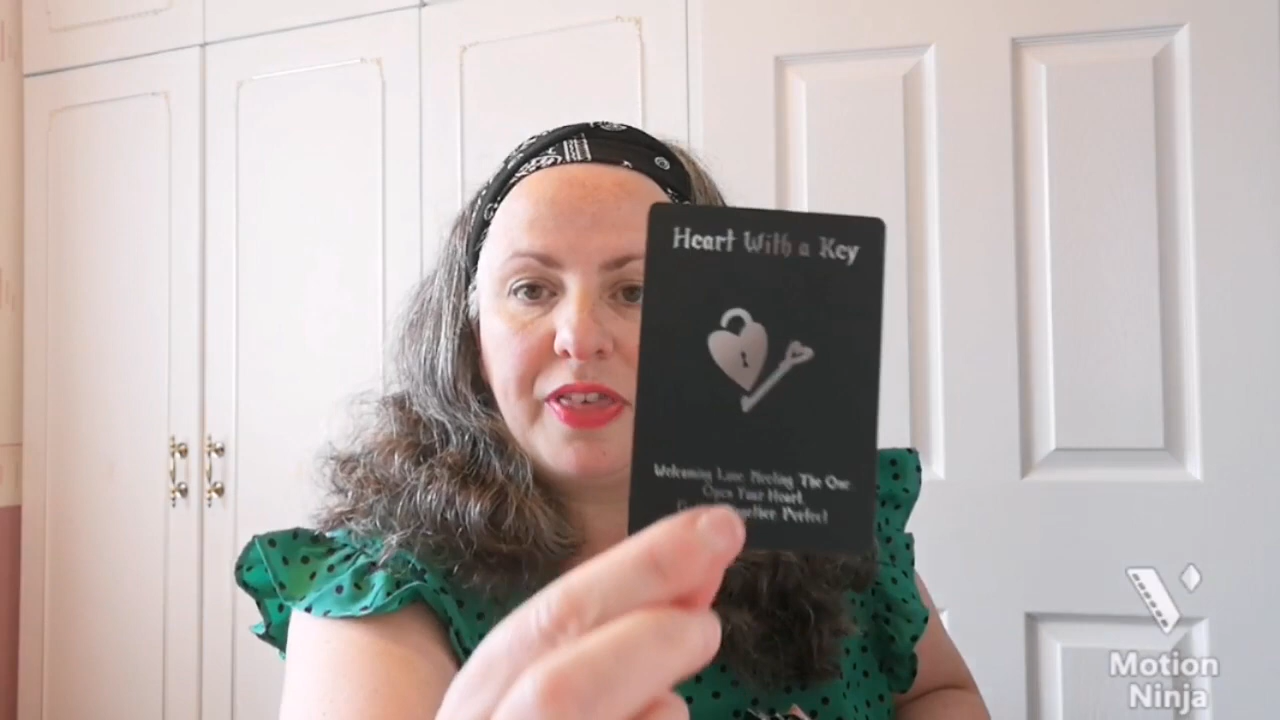 Heart With a Key
Welcoming Love. Meeting The One.
Open Your Heart.
Together. Perfect
Motion
Ninja